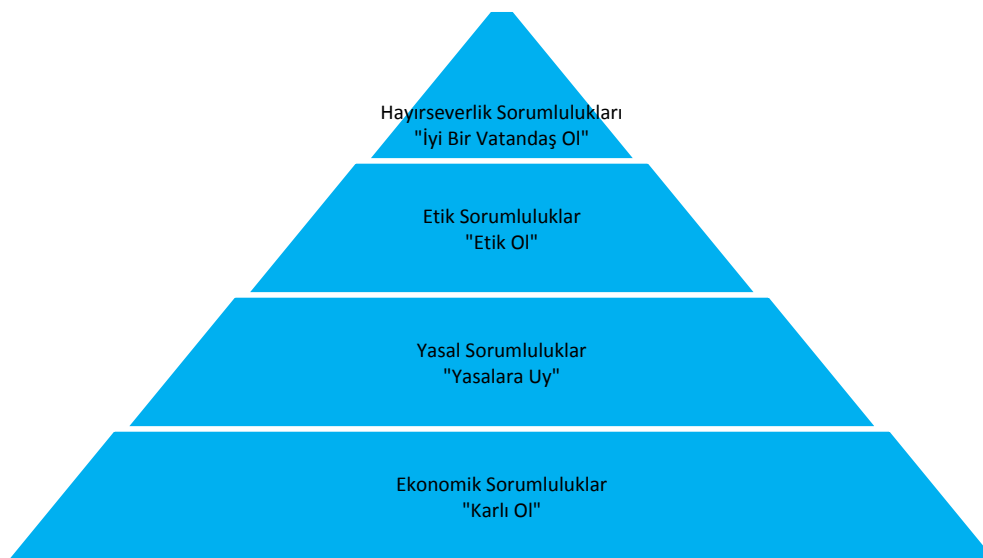 Hayırseverlik Sorumlulukları
"İyi Bir Vatandaş Ol"
Etik Sorumluluklar
"Etik Ol"
Yasal Sorumluluklar
"Yasalara Uy"
Ekonomik Sorumluluklar
"Karlı Ol"